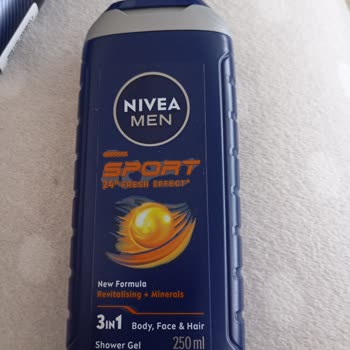 NIVEA
MEN
SPORT
24H FRESH EFFECT*
New Formula
Revitalising + Minerals
3IN1 Body, Face & Hair
Shower Gel 250 ml